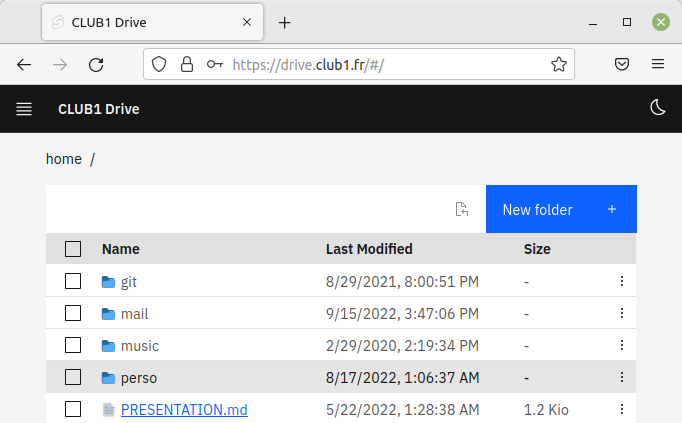 CLUB1 Drive
https://drive.club1.fr/#/
CLUB1 Drive
home /
New folder +
Name Last Modified Size
git 8/29/2021, 8:00:51 PM -
mail 9/15/2022, 3:47:06 PM -
music 2/29/2020, 2:19:34 PM -
perso 8/17/2022, 1:06:37 AM -
PRESENTATION.md 5/22/2022, 1:28:38 AM 1.2 Kio